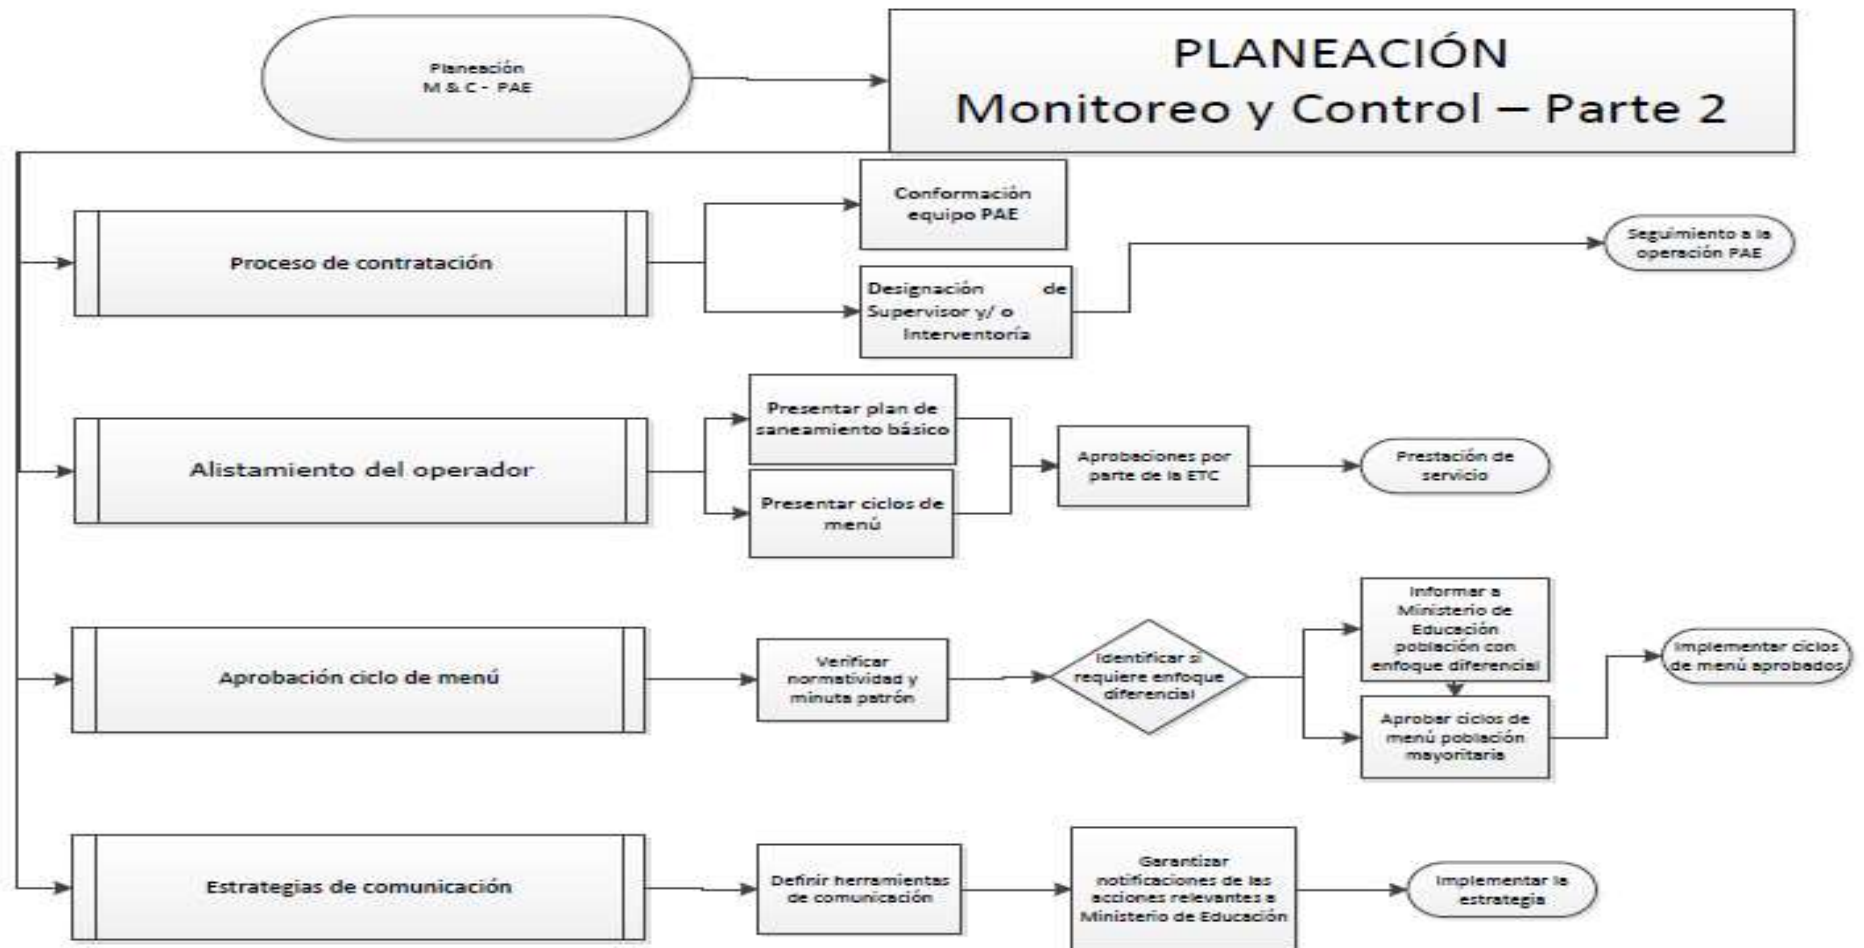 Planeación
M & C - PAE
PLANEACIÓN
Monitoreo y Control – Parte 2
Proceso de contratación
Conformación
equipo PAE
Designación de
Supervisor y/ o
Interventoría
Seguimiento a la
operación PAE
Alistamiento del operador
Presentar plan de
saneamiento básico
Presentar ciclos de
menú
Aprobaciones por
parte de la ETC
Prestación de
servicio
Aprobación ciclo de menú
Verificar
normatividad y
minuta patrón
Identificar si
requiere enfoque
diferencial
Informar a
Ministerio de
Educación
población con
enfoque diferencial
Aprobar ciclos de
menú población
mayoritaria
Implementar ciclos
de menú aprobados
Estrategias de comunicación
Definir herramientas
de comunicación
Garantizar
notificaciones de las
acciones relevantes a
Ministerio de Educación
Implementar la
estrategia